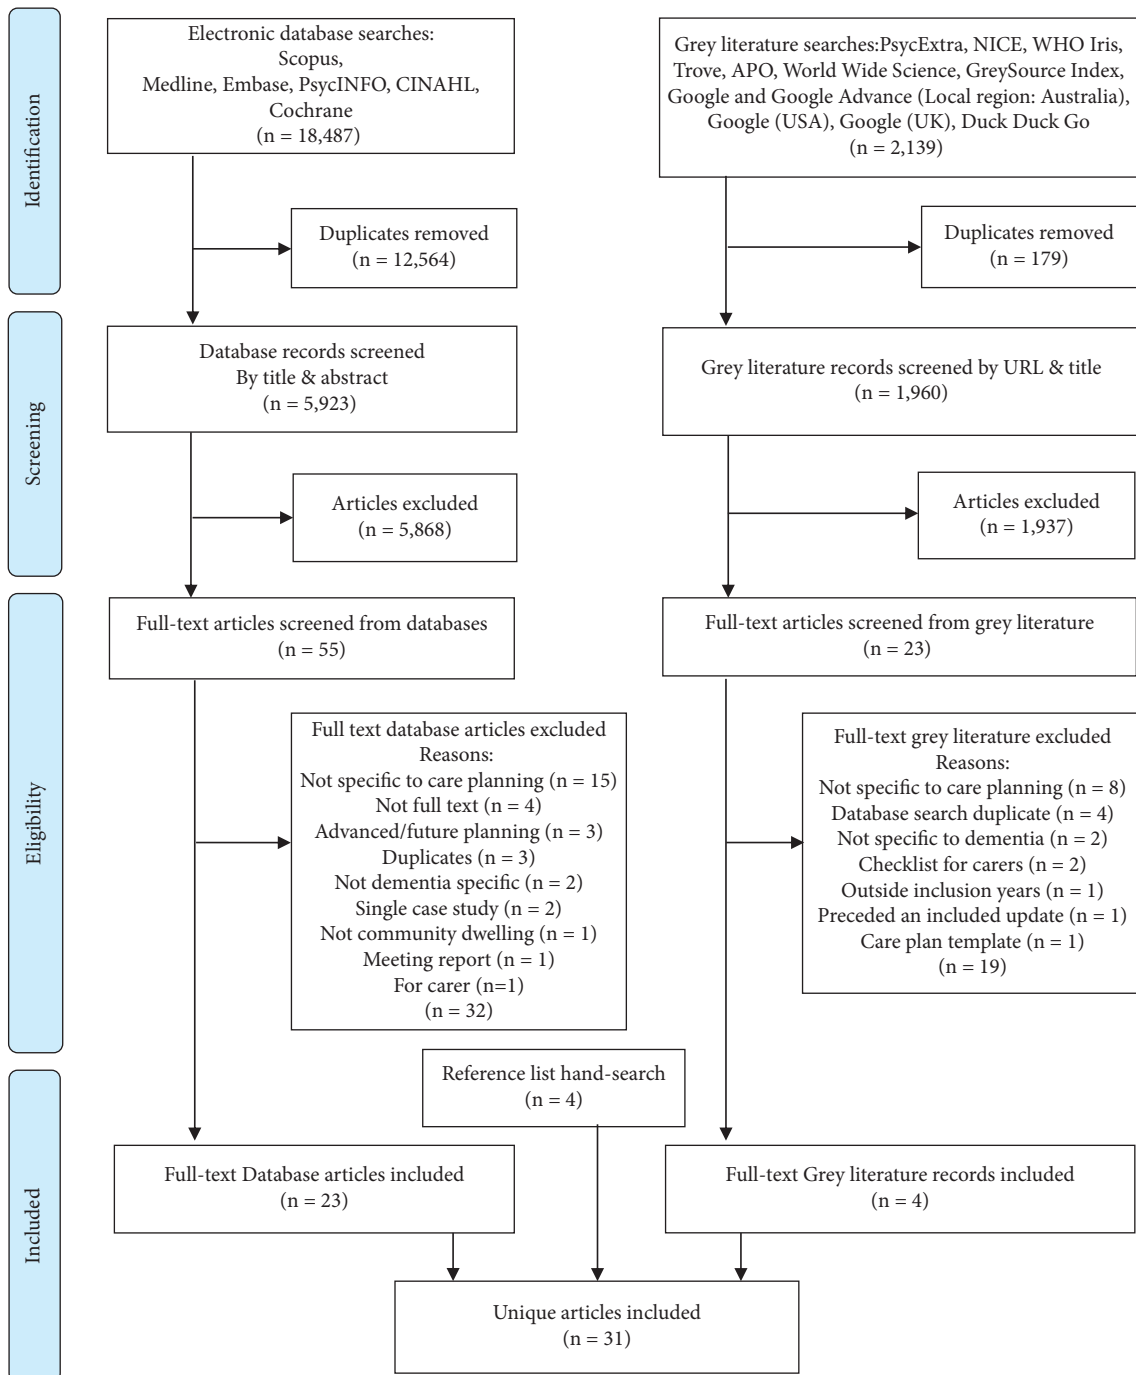 Identification
Electronic database searches:
Scopus,
Medline, Embase, PsycINFO, CINAHL,
Cochrane
(n = 18,487)
Grey literature searches:PsycExtra, NICE, WHO Iris,
Trove, APO, World Wide Science, GreySource Index,
Google and Google Advance (Local region: Australia),
Google (USA), Google (UK), Duck Duck Go
(n = 2,139)
Duplicates removed
(n = 12,564)
Duplicates removed
(n = 179)
Screening
Database records screened
By title & abstract
(n = 5,923)
Grey literature records screened by URL & title
(n = 1,960)
Articles excluded
(n = 5,868)
Articles excluded
(n = 1,937)
Eligibility
Full-text articles screened from databases
(n = 55)
Full-text articles screened from grey literature
(n = 23)
Full text database articles excluded
Reasons:
Not specific to care planning (n = 15)
Not full text (n = 4)
Advanced/future planning (n = 3)
Duplicates (n = 3)
Not dementia specific (n = 2)
Single case study (n = 2)
Not community dwelling (n = 1)
Meeting report (n = 1)
For carer (n=1)
(n = 32)
Full-text grey literature excluded
Reasons:
Not specific to care planning (n = 8)
Database search duplicate (n = 4)
Not specific to dementia (n = 2)
Checklist for carers (n = 2)
Outside inclusion years (n = 1)
Preceded an included update (n = 1)
Care plan template (n = 1)
(n = 19)
Included
Reference list hand-search
(n = 4)
Full-text Database articles included
(n = 23)
Full-text Grey literature records included
(n = 4)
Unique articles included
(n = 31)